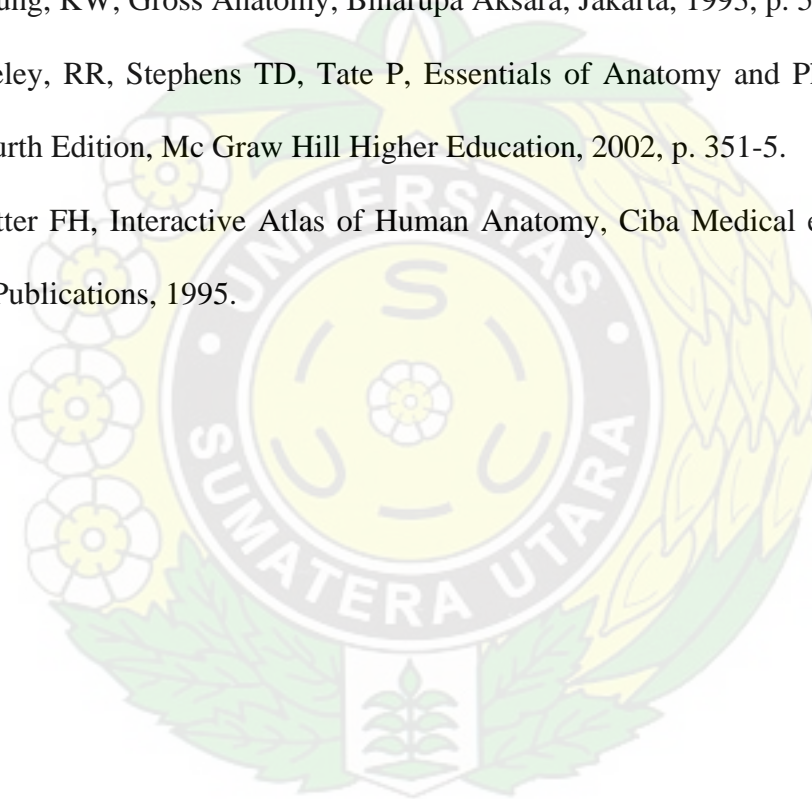 ung, KW, Gross Anatomy, Binarupa Aksara, Jakarta, 1993, p. 5
eley, RR, Stephens TD, Tate P, Essentials of Anatomy and P
urth Edition, Mc Graw Hill Higher Education, 2002, p. 351-5.
tter FH, Interactive Atlas of Human Anatomy, Ciba Medical e
Publications, 1995.
UNIVERSITAS
S
U U
SUMATERA UTARA